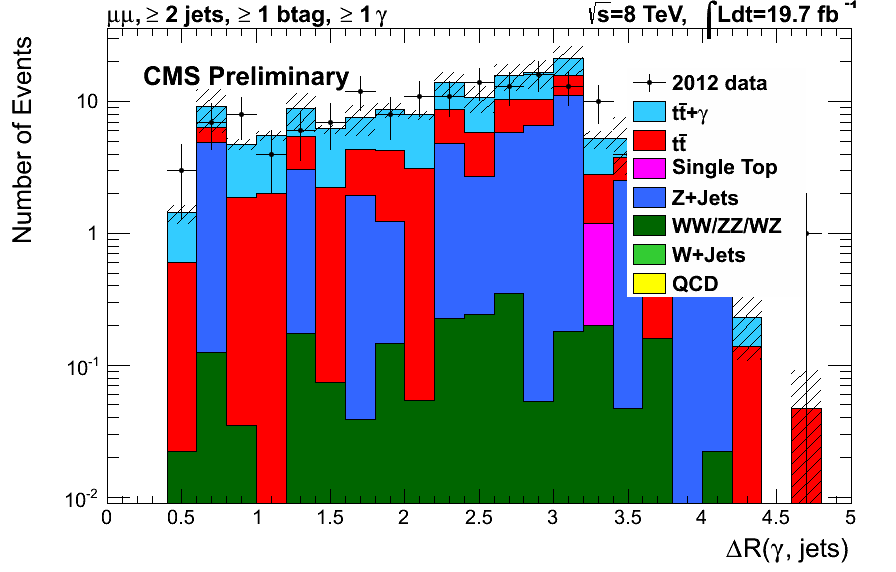 μμ, ≥ 2 jets, ≥ 1 btag, ≥ 1 γ
√s=8 TeV, ∫Ldt=19.7 fb⁻¹
CMS Preliminary
2012 data
tt̄+γ
tt̄
Single Top
Z+Jets
WW/ZZ/WZ
W+Jets
QCD
Number of Events
10
1
10⁻¹
10⁻²
0 0.5 1 1.5 2 2.5 3 3.5 4 4.5 5
ΔR(γ, jets)